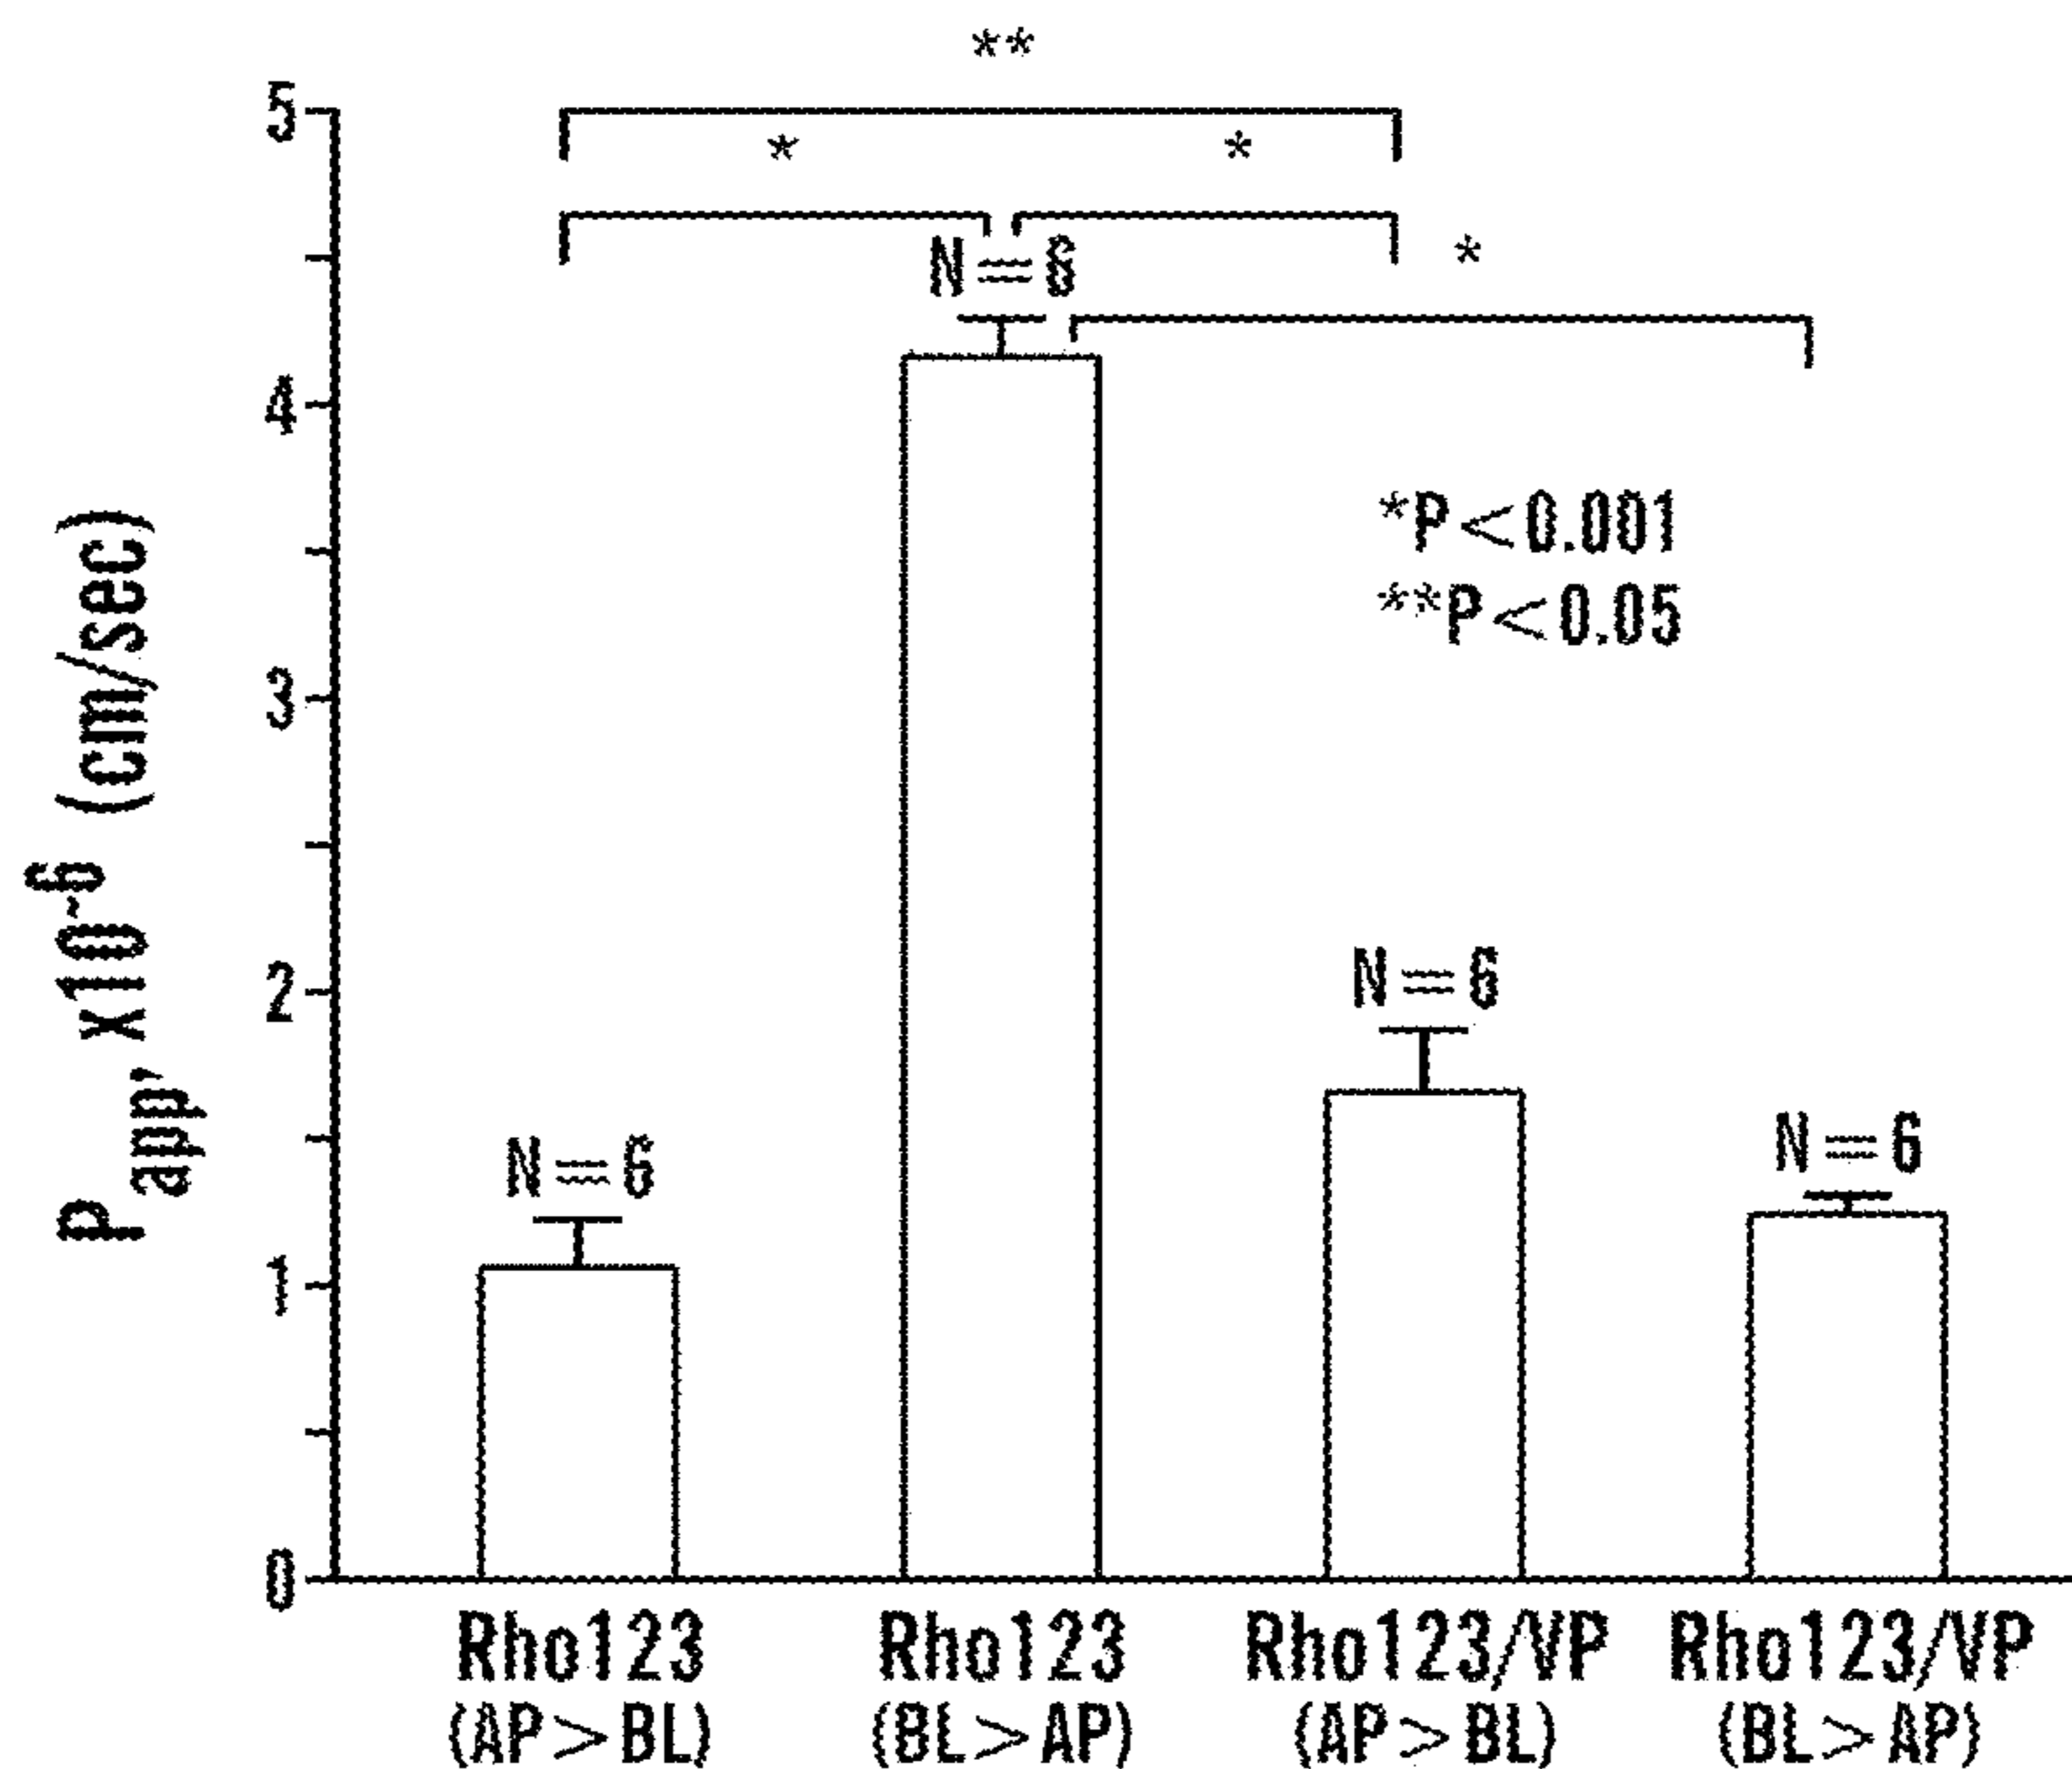 **
5
*
*
N=6
*
4
*P<0.001
**P<0.05
3
Papp, x10-6 (cm/sec)
2
N=6
N=6
N=6
1
0
Rho123 Rho123 Rho123/VP Rho123/VP
(AP>BL) (BL>AP) (AP>BL) (BL>AP)